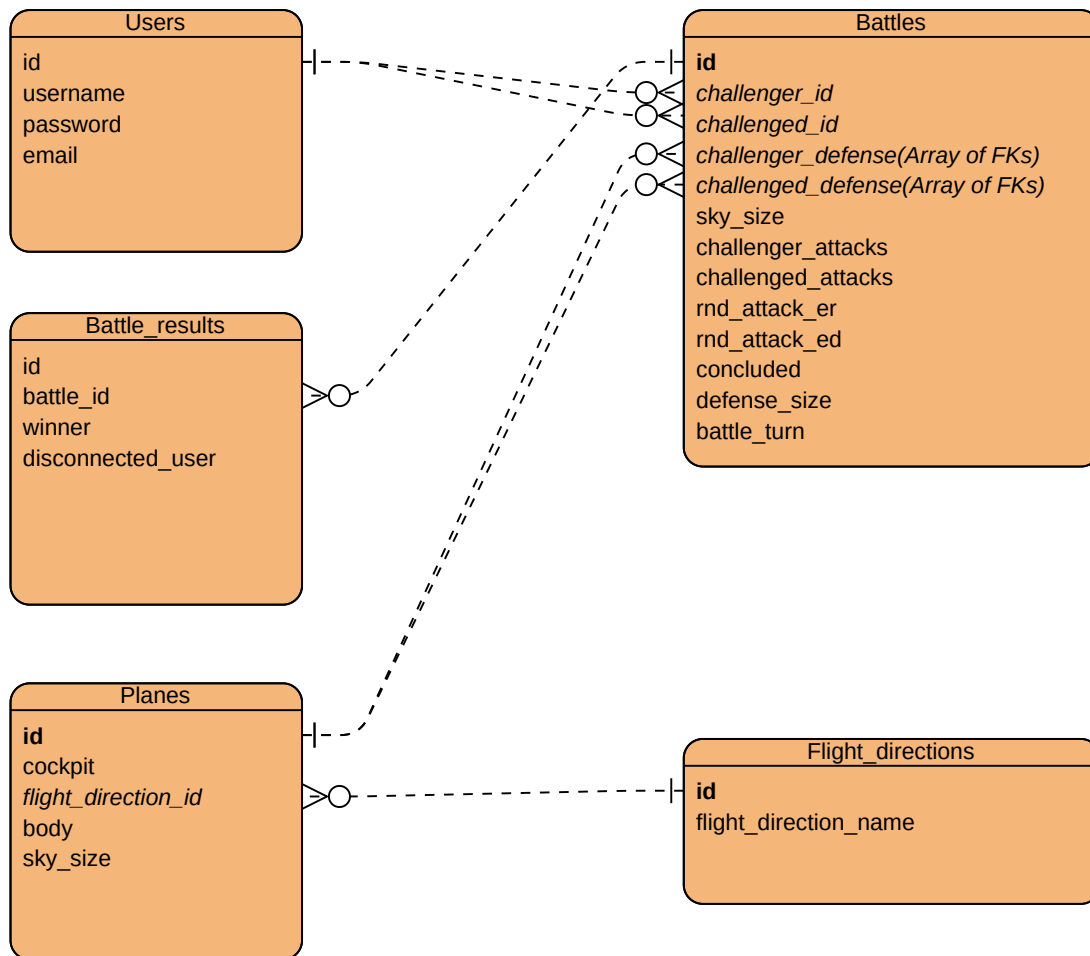 Users
id
username
password
email
Battles
id
challenger_id
challenged_id
challenger_defense(Array of FKs)
challenged_defense(Array of FKs)
sky_size
challenger_attacks
challenged_attacks
rnd_attack_er
rnd_attack_ed
concluded
defense_size
battle_turn
Battle_results
id
battle_id
winner
disconnected_user
Planes
id
cockpit
flight_direction_id
body
sky_size
Flight_directions
id
flight_direction_name